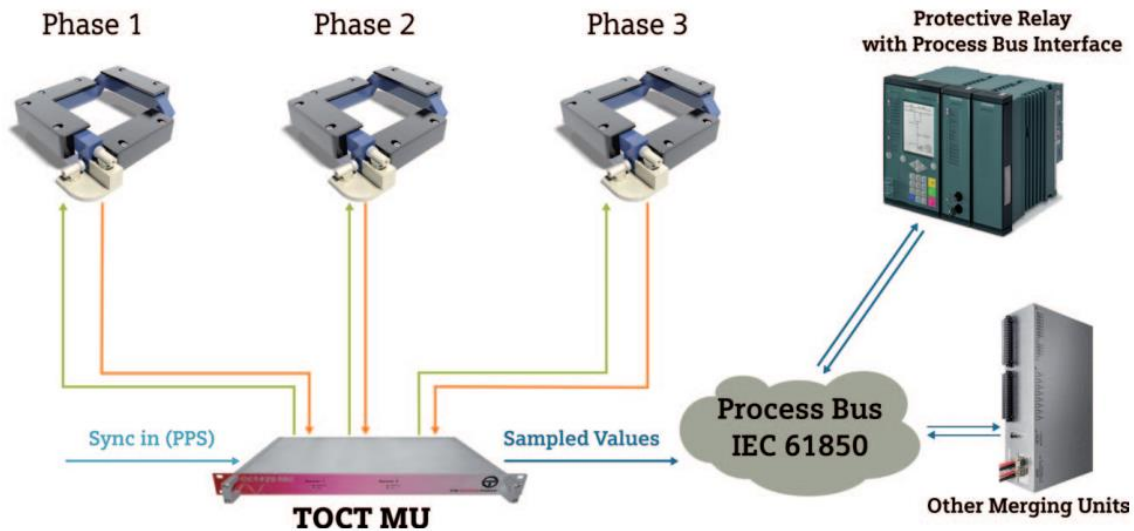 Phase 1
Phase 2
Phase 3
Protective Relay
with Process Bus Interface
Sync in (PPS)
Sampled Values
Process Bus
IEC 61850
TOCT MU
Other Merging Units